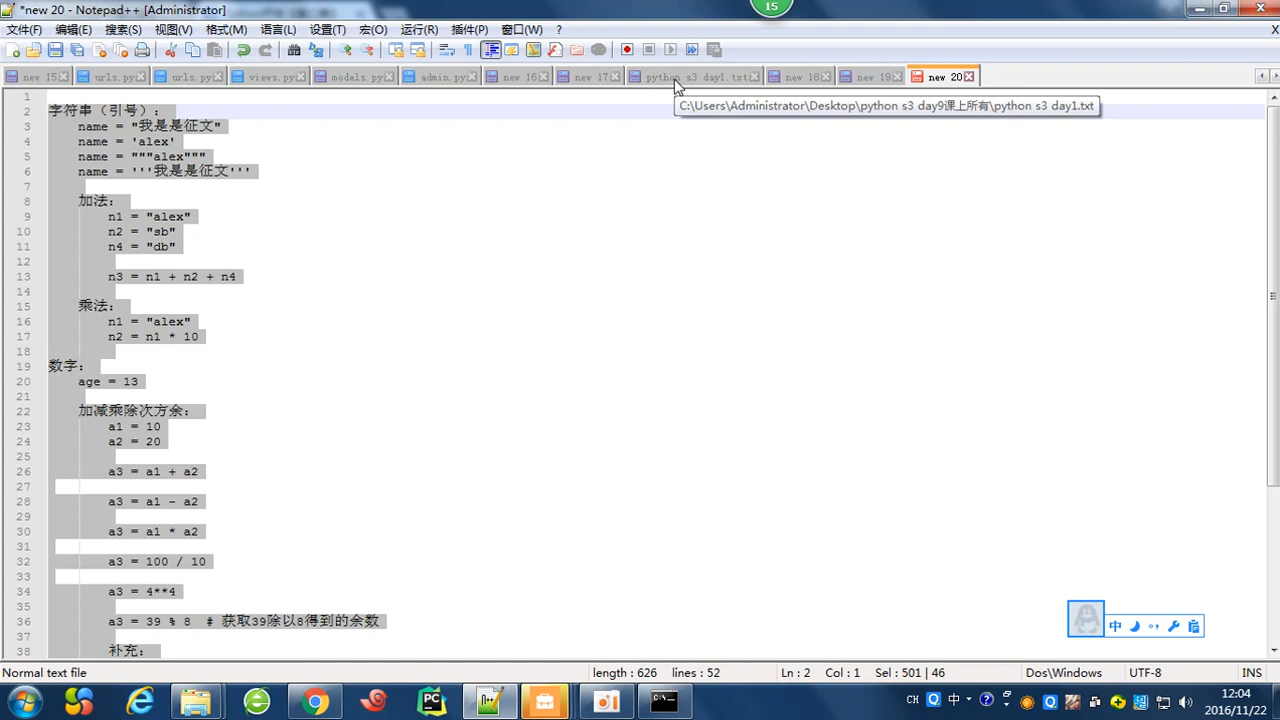 *new 20 - Notepad++ [Administrator]
15
文件(F) 编辑(E) 搜索(S) 视图(V) 格式(M) 语言(L) 设置(T) 宏(O) 运行(R) 插件(P) 窗口(W) ? X
new 15 urls.py urls.py views.py models.py admin.py new 16 new 17 python s3 day1.txt new 18 new 19 new 20
C:\Users\Administrator\Desktop\python s3 day9课上所有\python s3 day1.txt
1
2 字符串（引号）：
3 name = "我是是征文"
4 name = 'alex'
5 name = """alex"""
6 name = '''我是是征文'''
7
8 加法：
9 n1 = "alex"
10 n2 = "sb"
11 n4 = "db"
12
13 n3 = n1 + n2 + n4
14
15 乘法：
16 n1 = "alex"
17 n2 = n1 * 10
18
19 数字：
20 age = 13
21
22 加减乘除次方余：
23 a1 = 10
24 a2 = 20
25
26 a3 = a1 + a2
27
28 a3 = a1 - a2
29
30 a3 = a1 * a2
31
32 a3 = 100 / 10
33
34 a3 = 4**4
35
36 a3 = 39 % 8 # 获取39除以8得到的余数
37
38 补充：
中
Normal text file length : 626 lines : 52 Ln : 2 Col : 1 Sel : 501 | 46 Dos\Windows UTF-8 INS
CH 中 12:04
2016/11/22